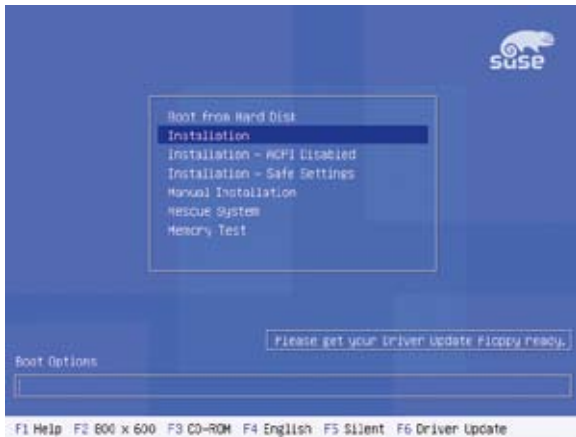 suse
Boot from Hard Disk
Installation
Installation - ACPI Disabled
Installation - Safe Settings
Manual Installation
Rescue System
Memory Test
Please get your Driver Update Floppy ready.
Boot Options
F1 Help F2 800 x 600 F3 CD-ROM F4 English F5 Silent F6 Driver Update